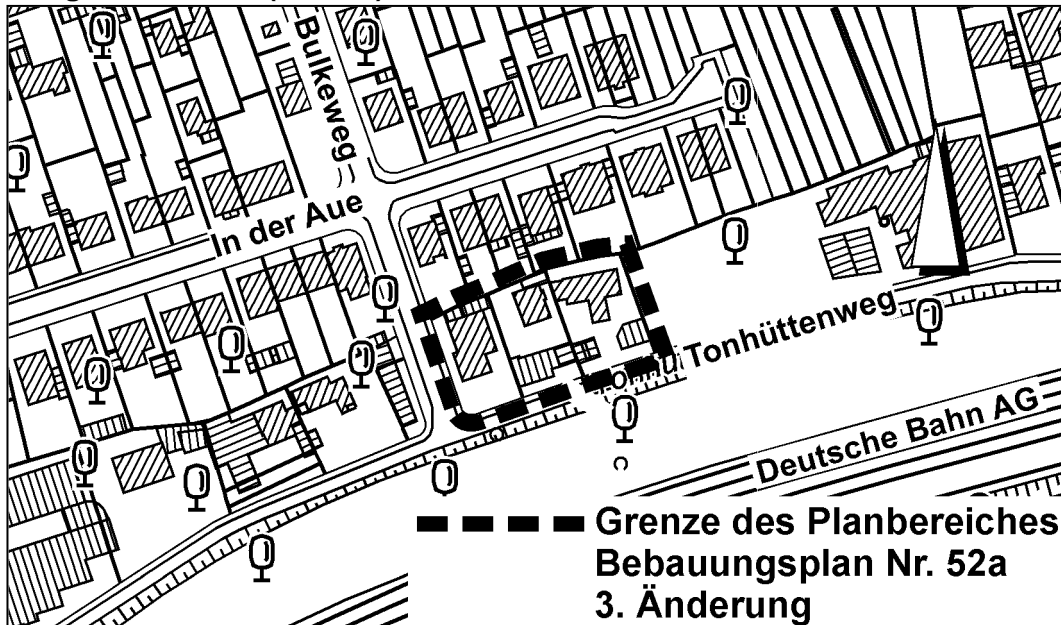 Bulkeweg
In der Aue
Tonhüttenweg
Deutsche Bahn AG
Grenze des Planbereiches
Bebauungsplan Nr. 52a
3. Änderung